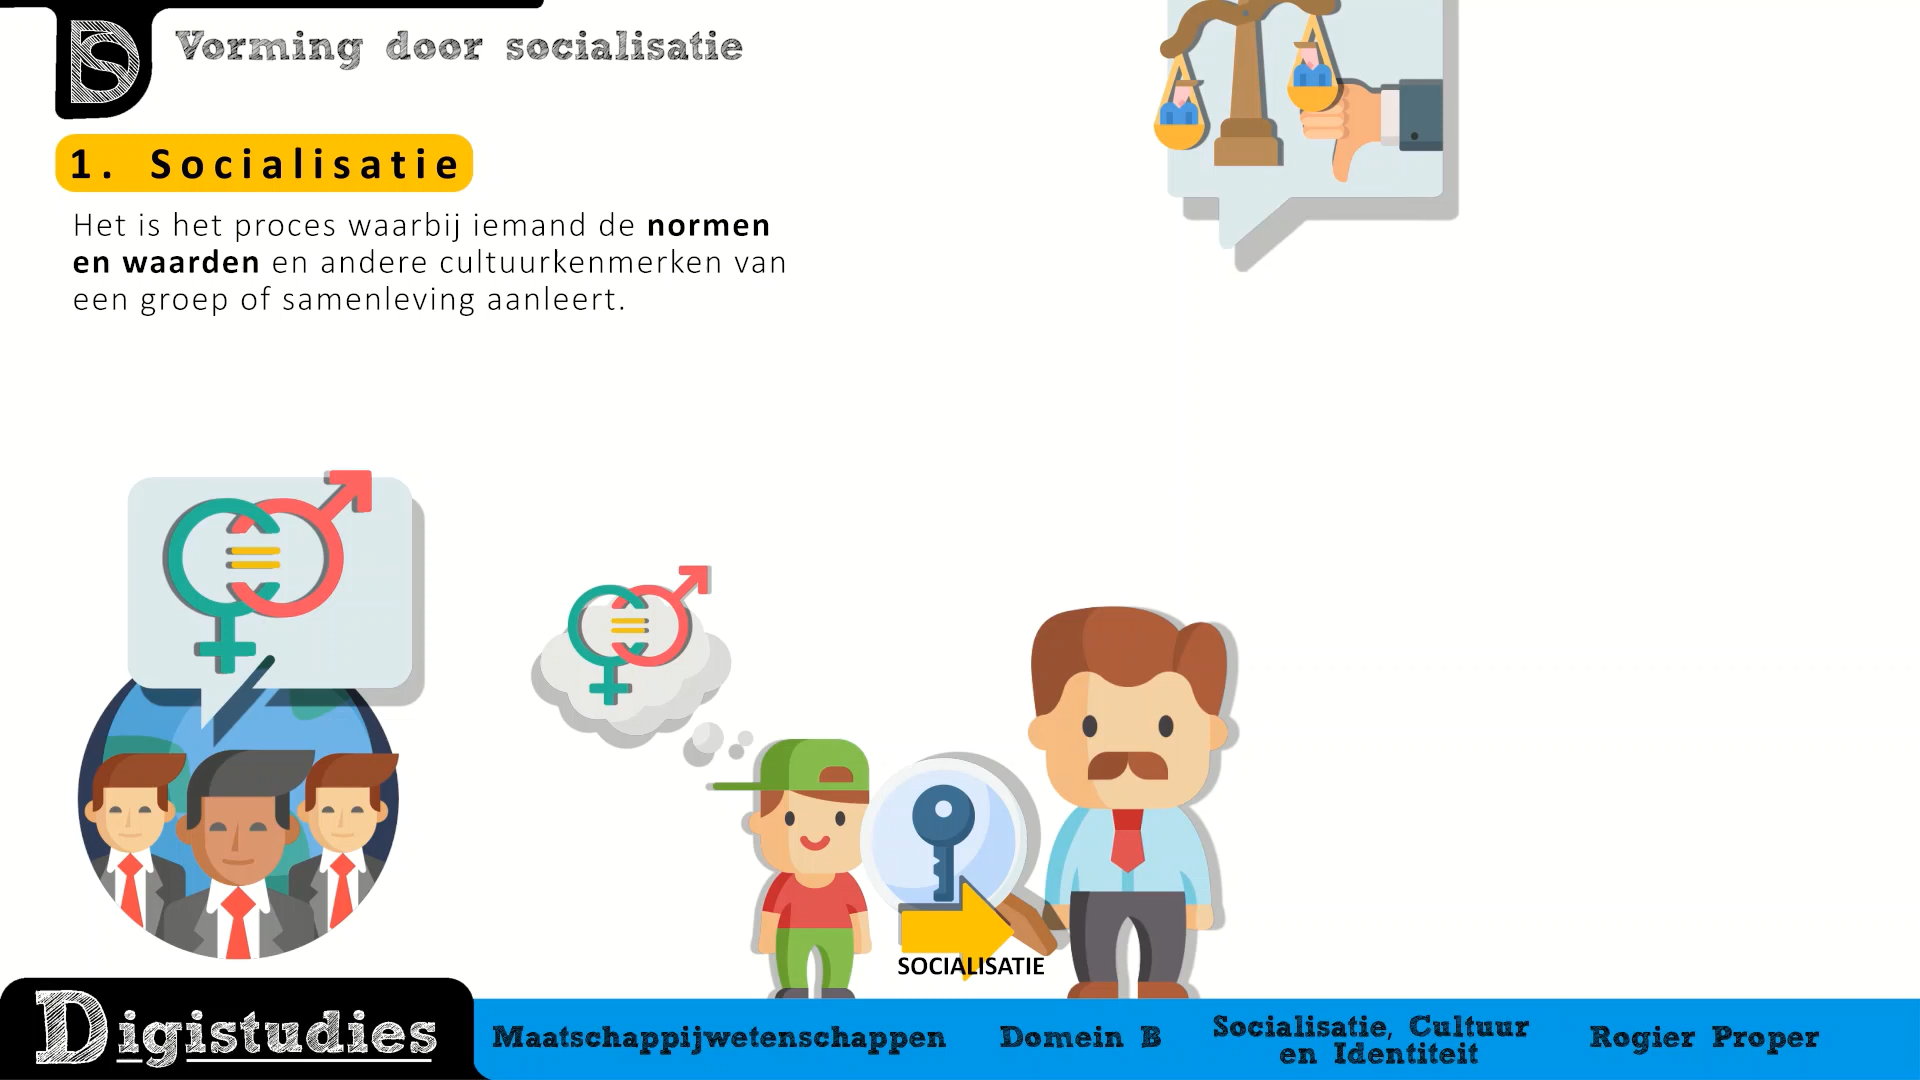 DS
Vorming door socialisatie
1. Socialisatie
Het is het proces waarbij iemand de normen
en waarden en andere cultuurkenmerken van
een groep of samenleving aanleert.
SOCIALISATIE
Digistudies
Maatschappijwetenschappen
Domein B
Socialisatie, Cultuur
en Identiteit
Rogier Proper